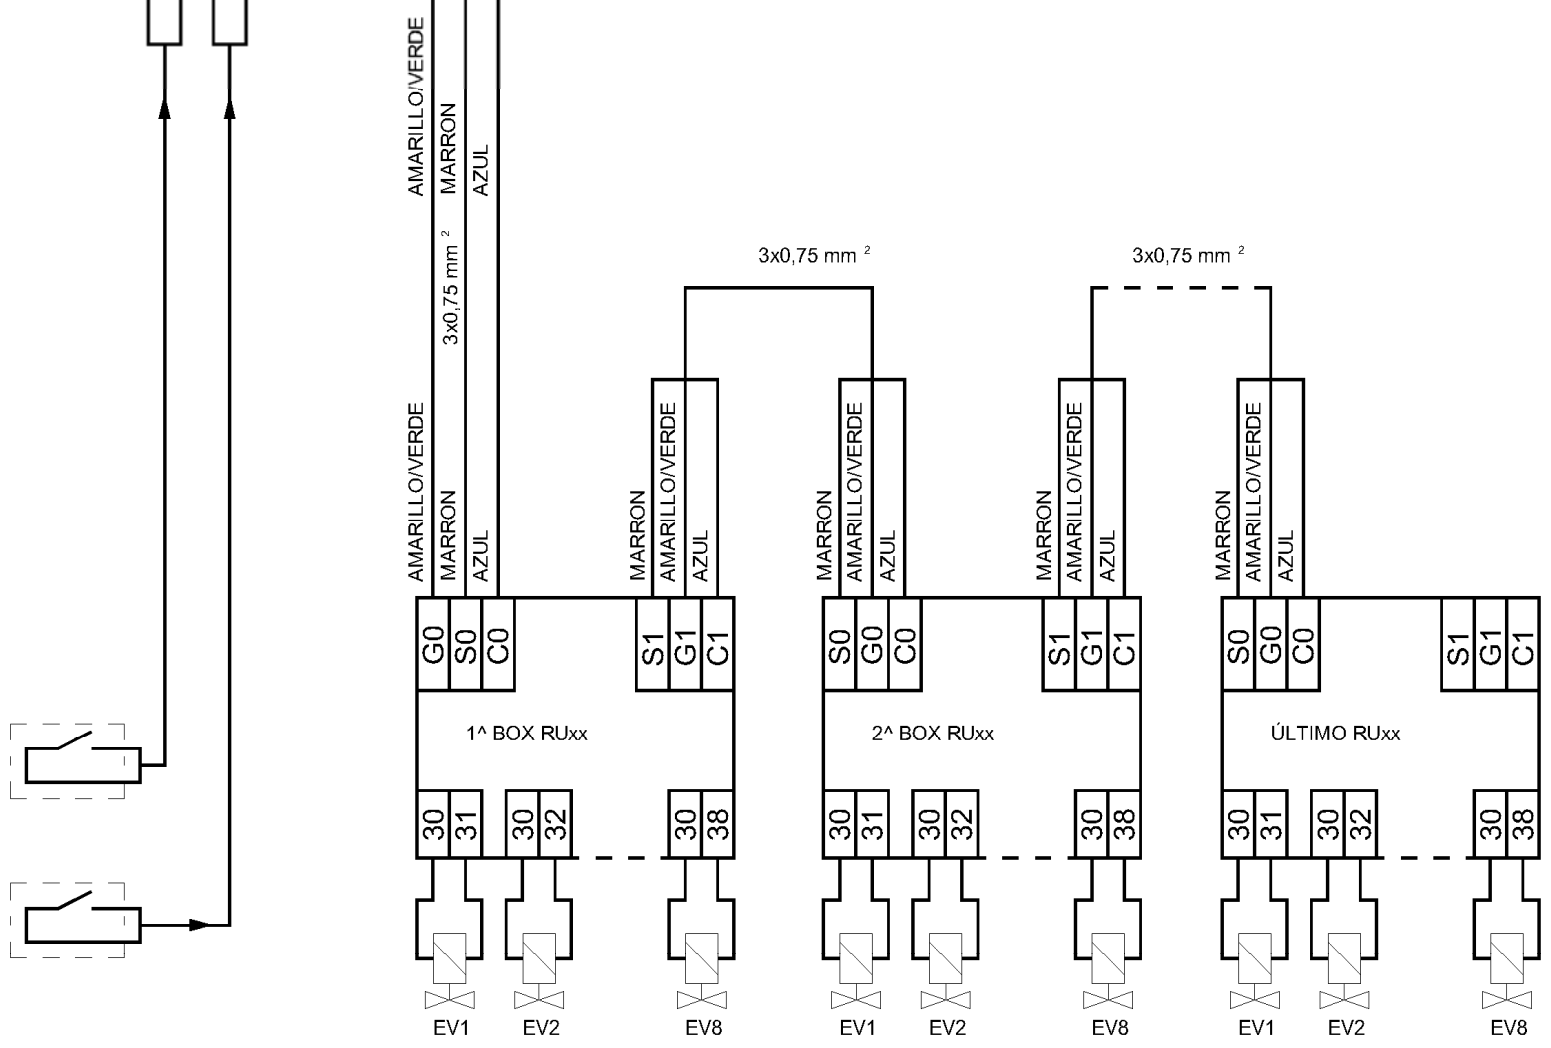 AMARILLO/VERDE
MARRON
AZUL
3x0,75 mm ²
3x0,75 mm ²
3x0,75 mm ²
AMARILLO/VERDE
MARRON
AZUL
MARRON
AMARILLO/VERDE
AZUL
MARRON
AMARILLO/VERDE
AZUL
MARRON
AMARILLO/VERDE
AZUL
MARRON
AMARILLO/VERDE
AZUL
G0 S0 C0 S1 G1 C1
S0 G0 C0 S1 G1 C1
S0 G0 C0 S1 G1 C1
1^ BOX RUxx
2^ BOX RUxx
ÚLTIMO RUxx
30 31 30 32 30 38
30 31 30 32 30 38
30 31 30 32 30 38
EV1 EV2 EV8
EV1 EV2 EV8
EV1 EV2 EV8